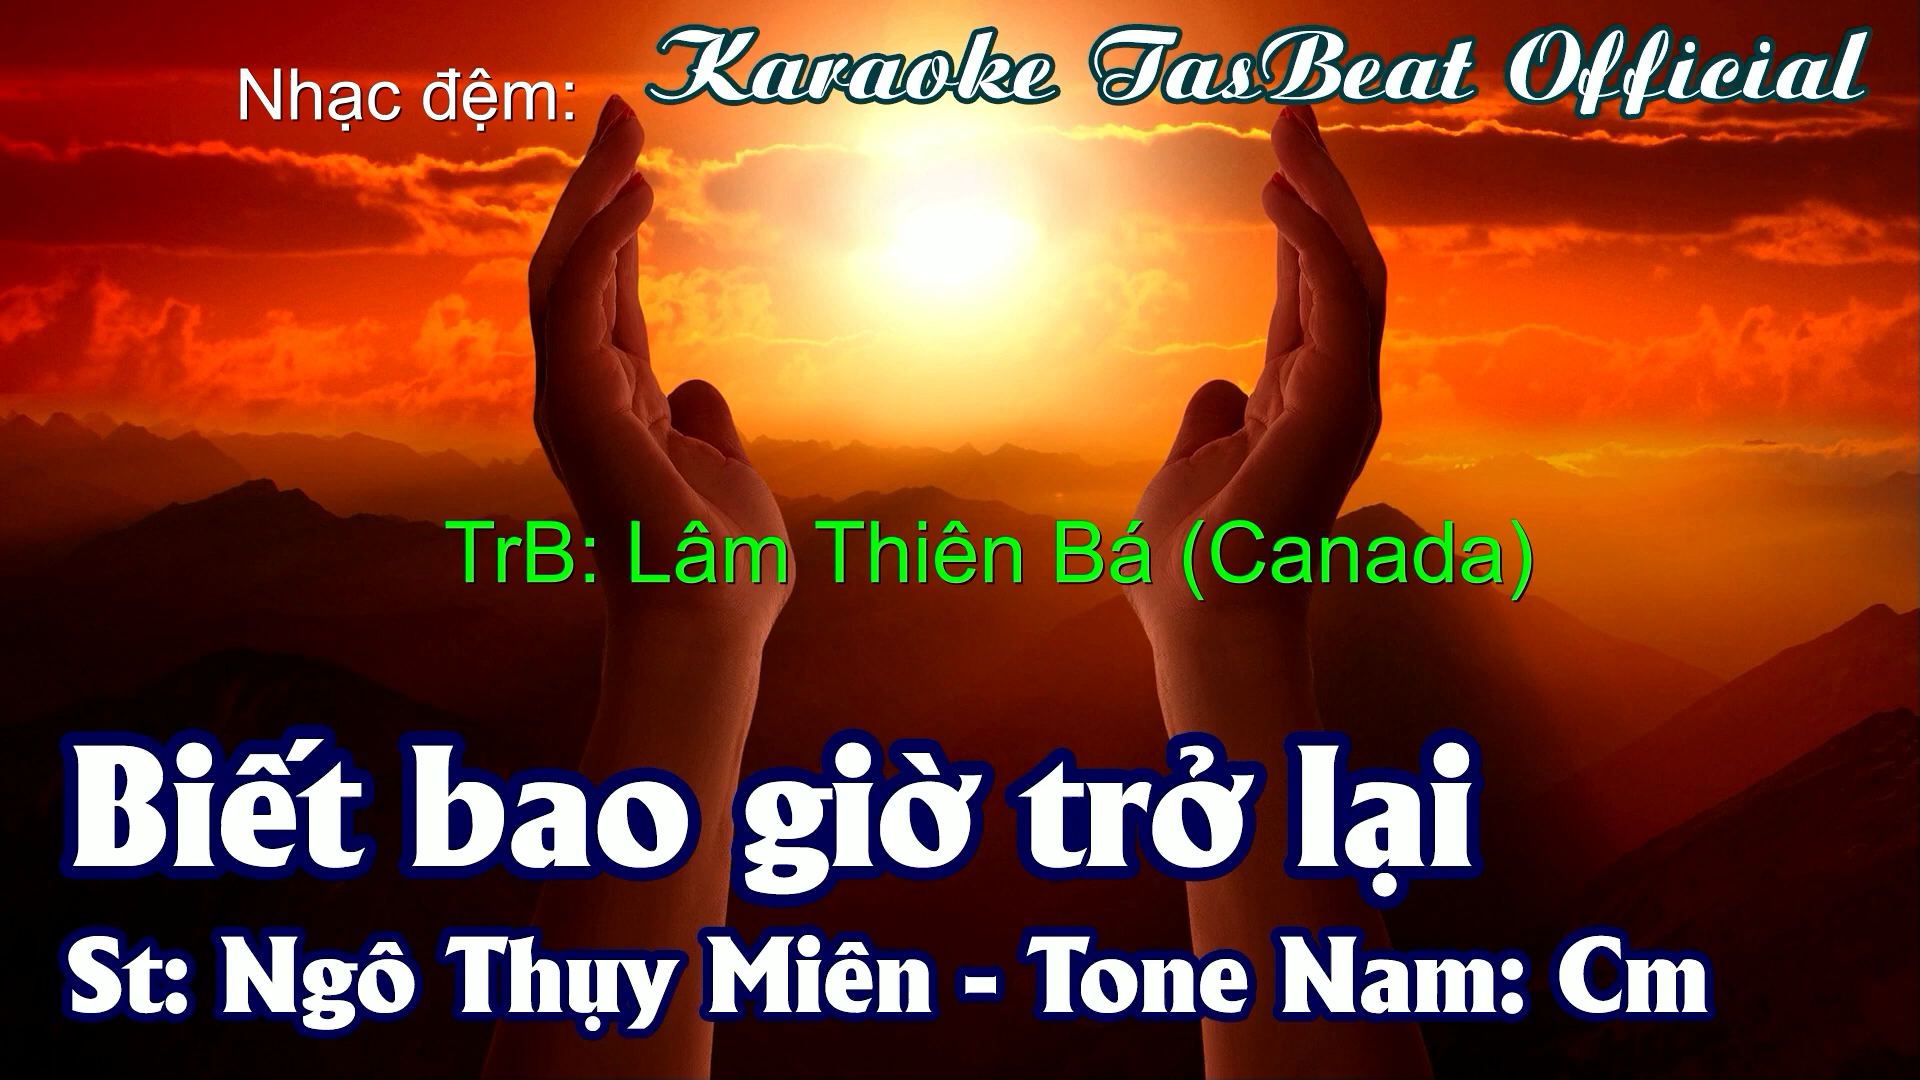 Nhạc đệm: Karaoke TasBeat Official
TrB: Lâm Thiên Bá (Canada)
Biết bao giờ trở lại
St: Ngô Thụy Miên - Tone Nam: Cm